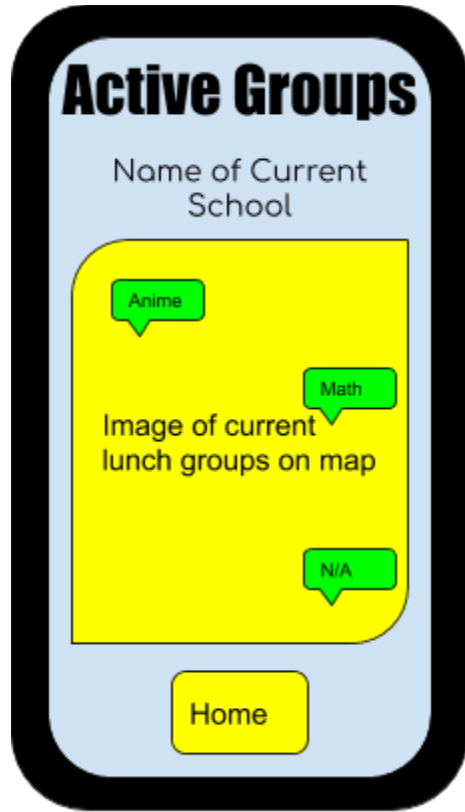 Active Groups
Name of Current
School
Anime
Math
Image of current
lunch groups on map
N/A
Home